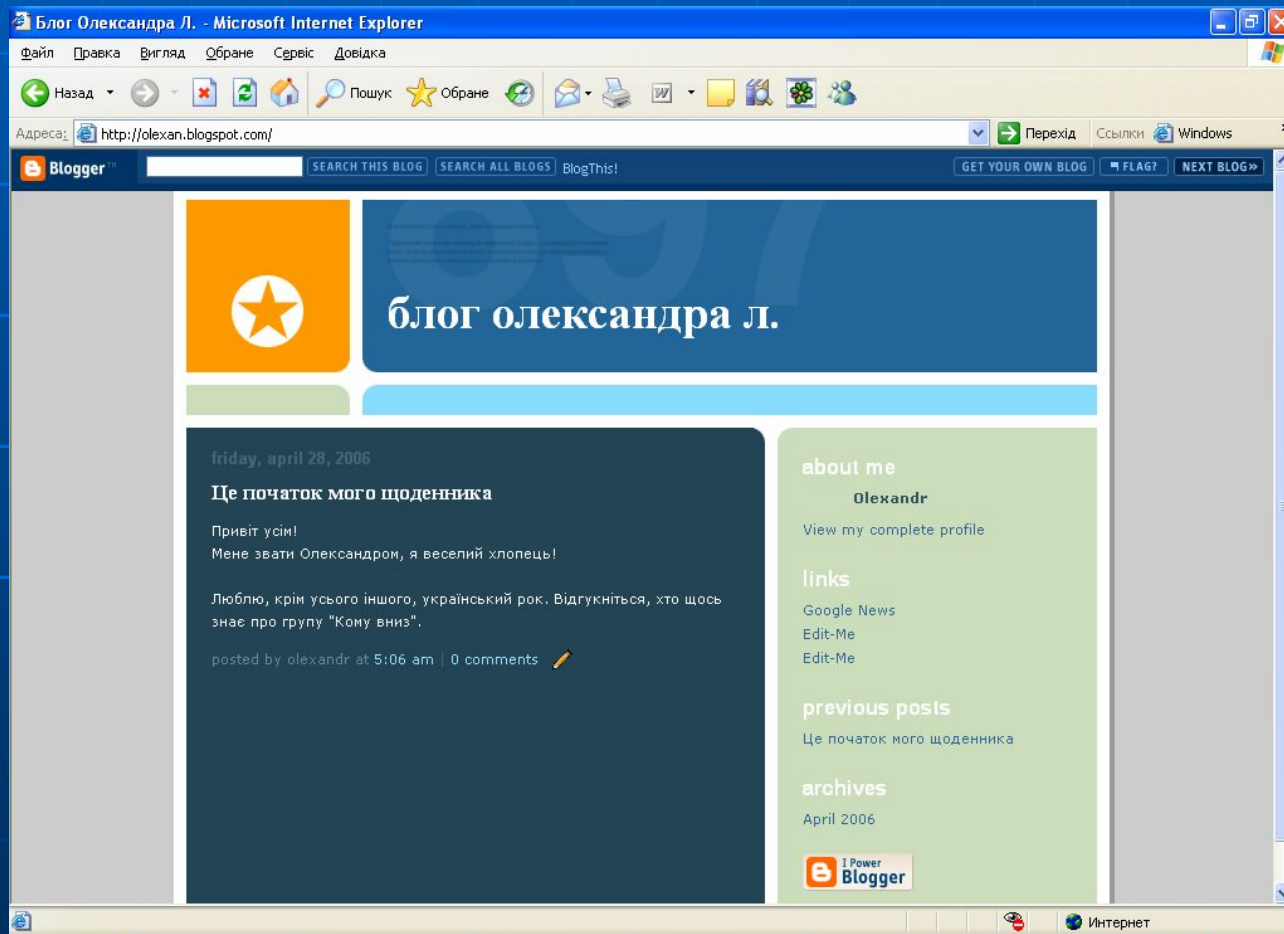 Блог Олександра Л. - Microsoft Internet Explorer
Файл Правка Вигляд Обране Сервіс Довідка
Назад Пошук Обране
Адреса: http://olexan.blogspot.com/ Перехід Ссылки Windows
Blogger™ SEARCH THIS BLOG SEARCH ALL BLOGS BlogThis! GET YOUR OWN BLOG FLAG? NEXT BLOG»
897
блог олександра л.
friday, april 28, 2006
Це початок мого щоденника
Привіт усім!
Мене звати Олександром, я веселий хлопець!
Люблю, крім усього іншого, український рок. Відгукніться, хто щось
знає про групу "Кому вниз".
posted by olexandr at 5:06 am | 0 comments
about me
Olexandr
View my complete profile
links
Google News
Edit-Me
Edit-Me
previous posts
Це початок мого щоденника
archives
April 2006
I Power
Blogger
Интернет